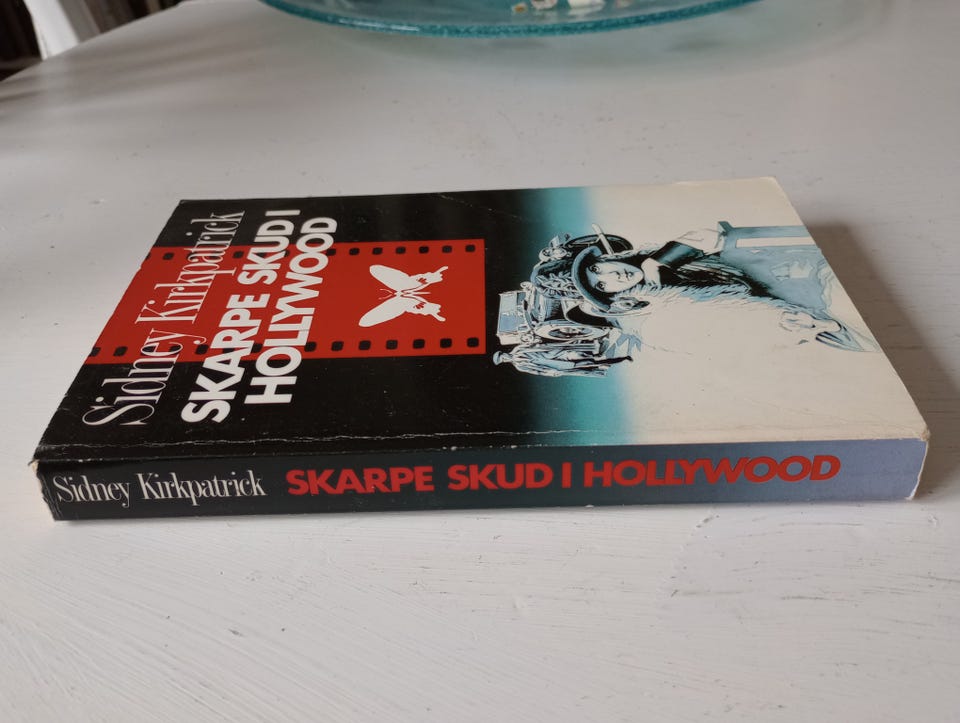 Sidney Kirkpatrick
SKARPE SKUD I
HOLLYWOOD
Sidney Kirkpatrick SKARPE SKUD I HOLLYWOOD